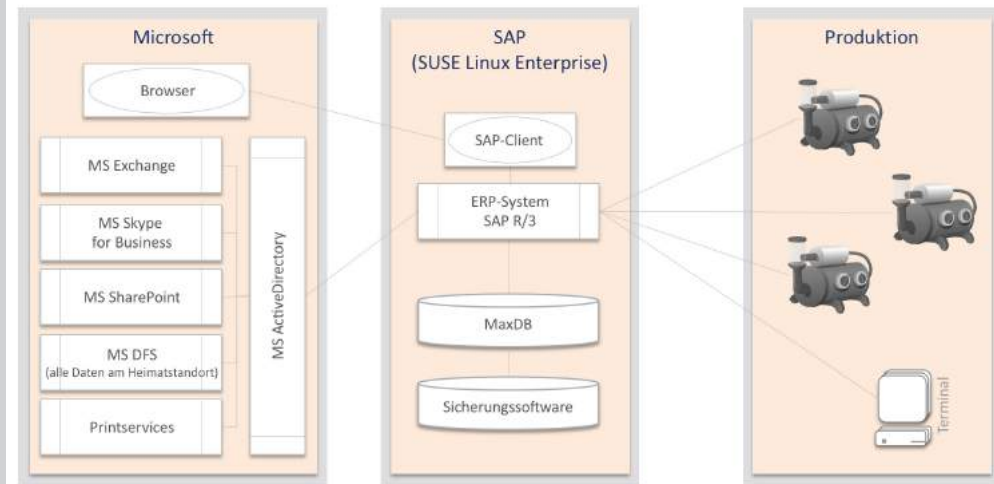 Microsoft
Browser
MS Exchange
MS Skype
for Business
MS SharePoint
MS DFS
(alle Daten am Heimatstandort)
Printservices
MS ActiveDirectory
SAP
(SUSE Linux Enterprise)
SAP-Client
ERP-System
SAP R/3
MaxDB
Sicherungssoftware
Produktion
Terminal